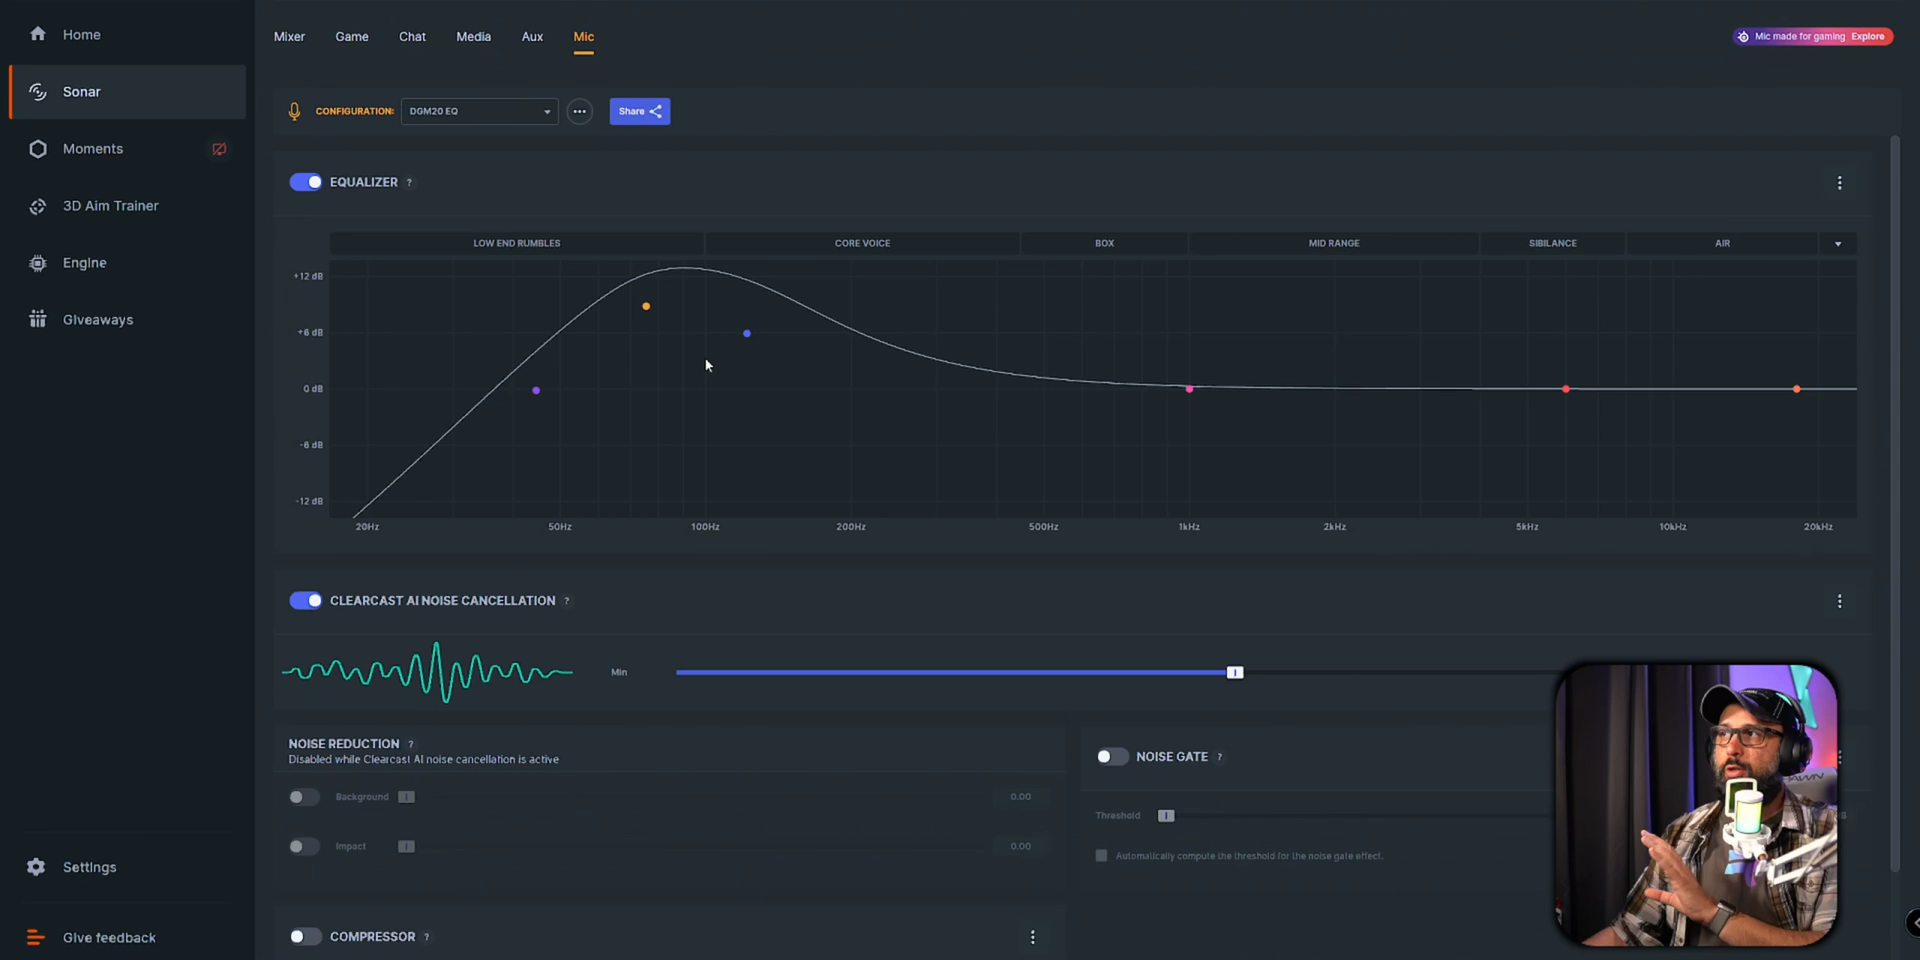 Home
Sonar
Moments
3D Aim Trainer
Engine
Giveaways
Settings
Give feedback
Mixer Game Chat Media Aux Mic
Mic made for gaming Explore
CONFIGURATION: DGM20 EQ Share
EQUALIZER ?
LOW END RUMBLES CORE VOICE BOX MID RANGE SIBILANCE AIR
+12 dB
+6 dB
0 dB
-6 dB
-12 dB
20Hz 50Hz 100Hz 200Hz 500Hz 1kHz 2kHz 5kHz 10kHz 20kHz
CLEARCAST AI NOISE CANCELLATION ?
Min
NOISE REDUCTION ?
Disabled while Clearcast AI noise cancellation is active
Background 0.00
Impact 0.00
NOISE GATE ?
Threshold
Automatically compute the threshold for the noise gate effect.
COMPRESSOR ?